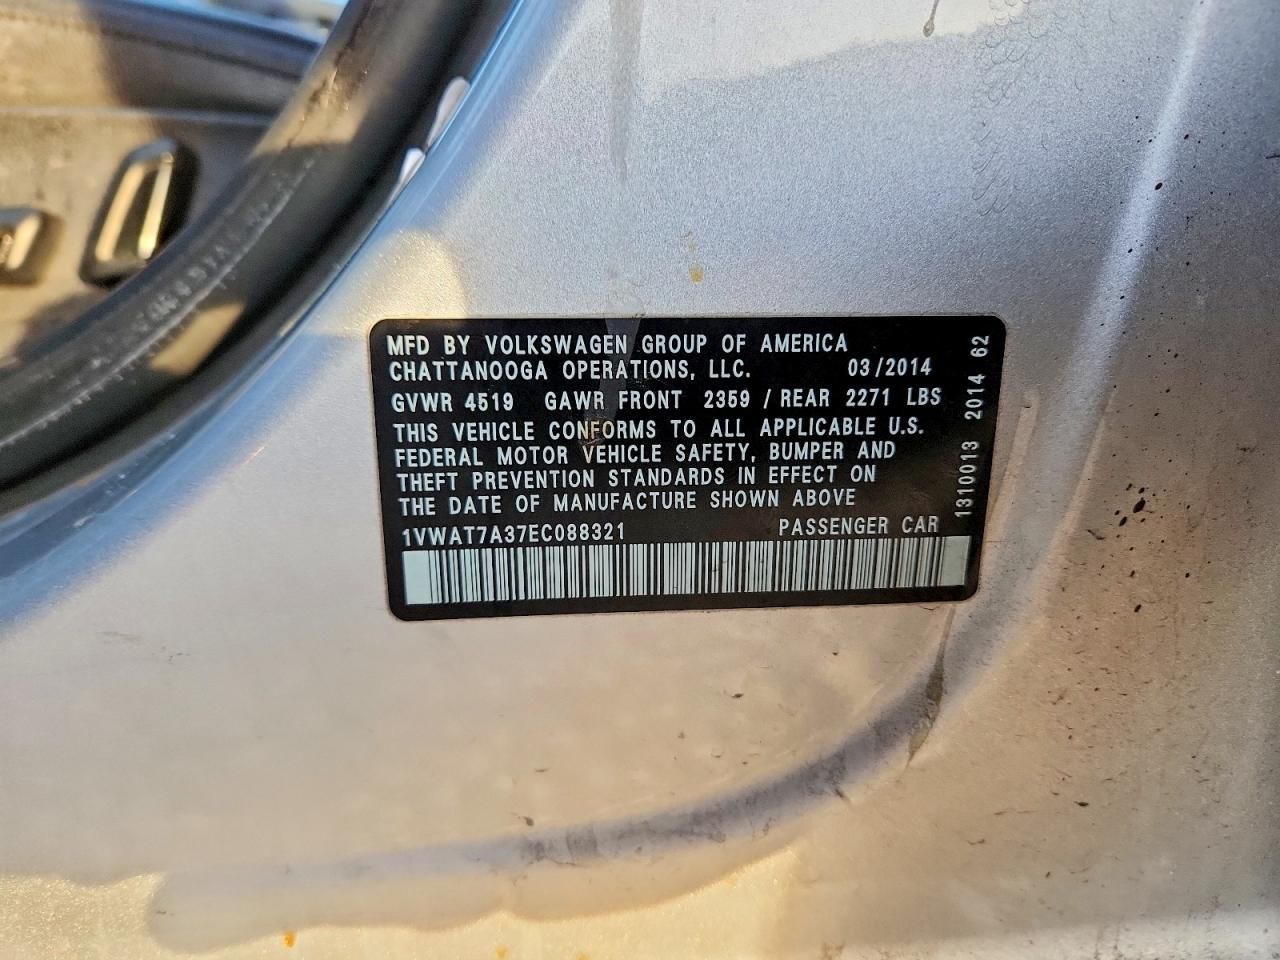 MFD BY VOLKSWAGEN GROUP OF AMERICA
CHATTANOOGA OPERATIONS, LLC. 03/2014
GVWR 4519 GAWR FRONT 2359 / REAR 2271 LBS
THIS VEHICLE CONFORMS TO ALL APPLICABLE U.S.
FEDERAL MOTOR VEHICLE SAFETY, BUMPER AND
THEFT PREVENTION STANDARDS IN EFFECT ON
THE DATE OF MANUFACTURE SHOWN ABOVE
1VWAT7A37EC088321 PASSENGER CAR
1310013 2014 62